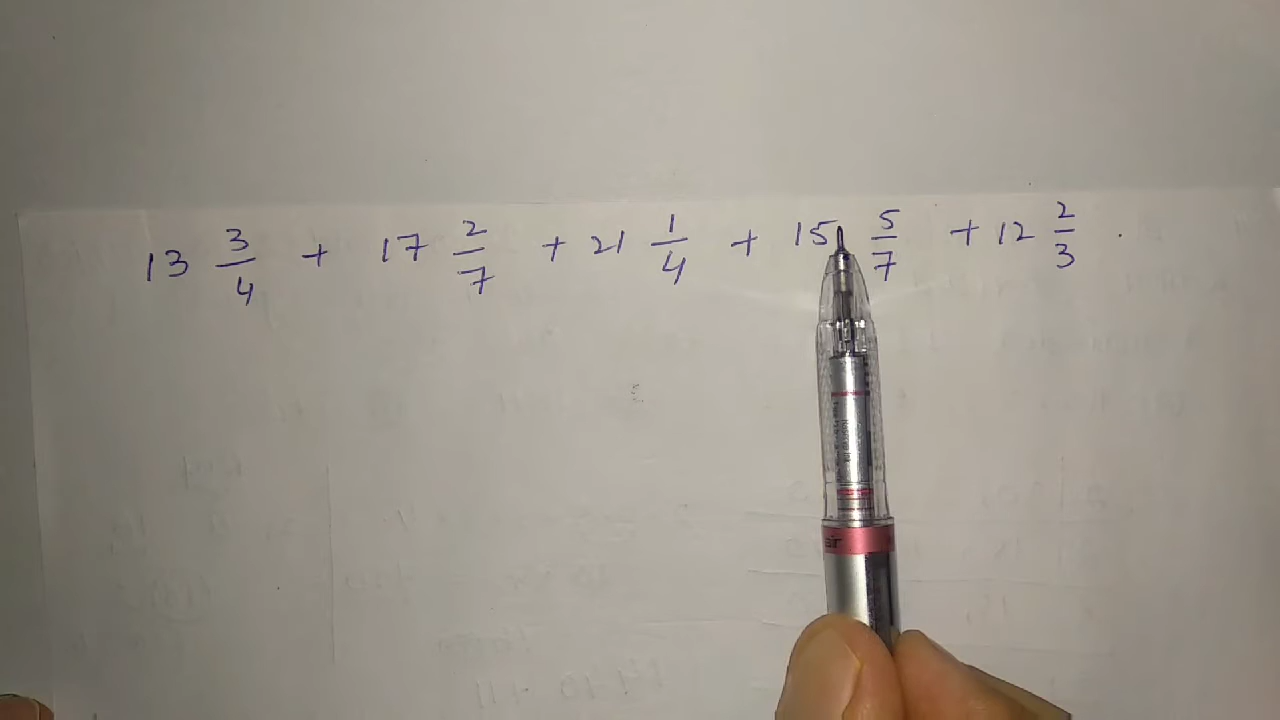 13 3/4 + 17 2/7 + 21 1/4 + 15 5/7 + 12 2/3 .